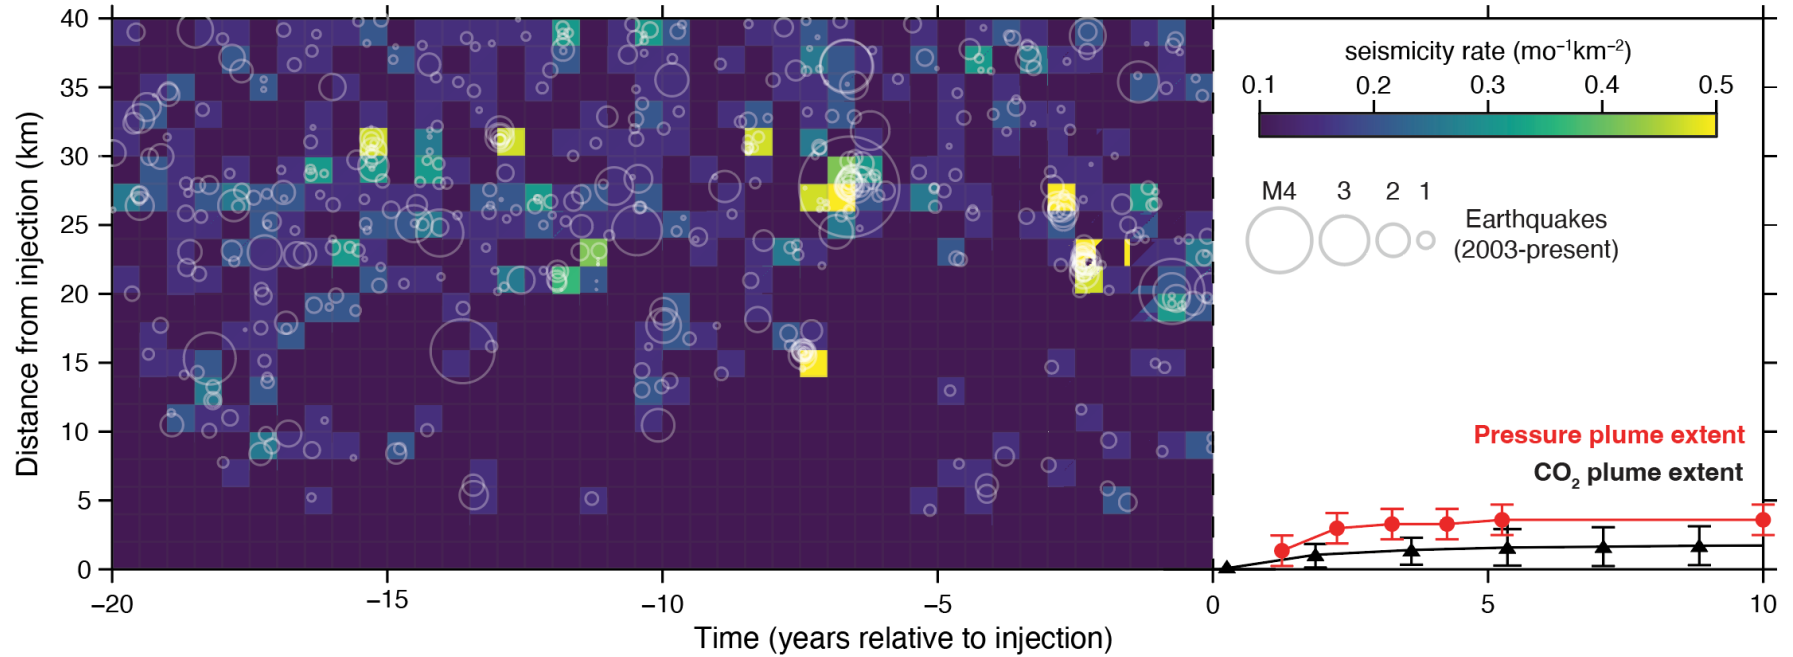 40
35
30
25
20
15
10
5
0
Distance from injection (km)
−20
−15
−10
−5
0
5
10
Time (years relative to injection)
seismicity rate (mo⁻¹km⁻²)
0.1 0.2 0.3 0.4 0.5
M4 3 2 1
Earthquakes
(2003-present)
Pressure plume extent
CO₂ plume extent